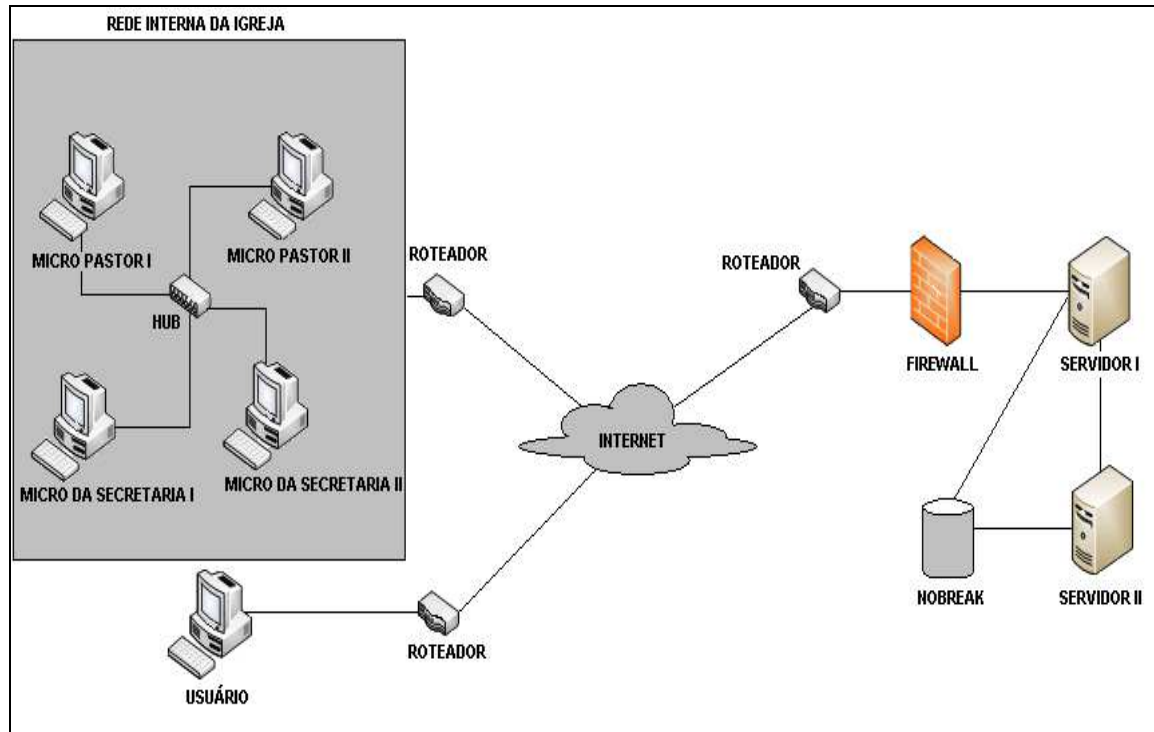 REDE INTERNA DA IGREJA
MICRO PASTOR I
MICRO PASTOR II
HUB
MICRO DA SECRETARIA I
MICRO DA SECRETARIA II
ROTEADOR
ROTEADOR
FIREWALL
SERVIDOR I
INTERNET
NOBREAK
SERVIDOR II
USUÁRIO
ROTEADOR